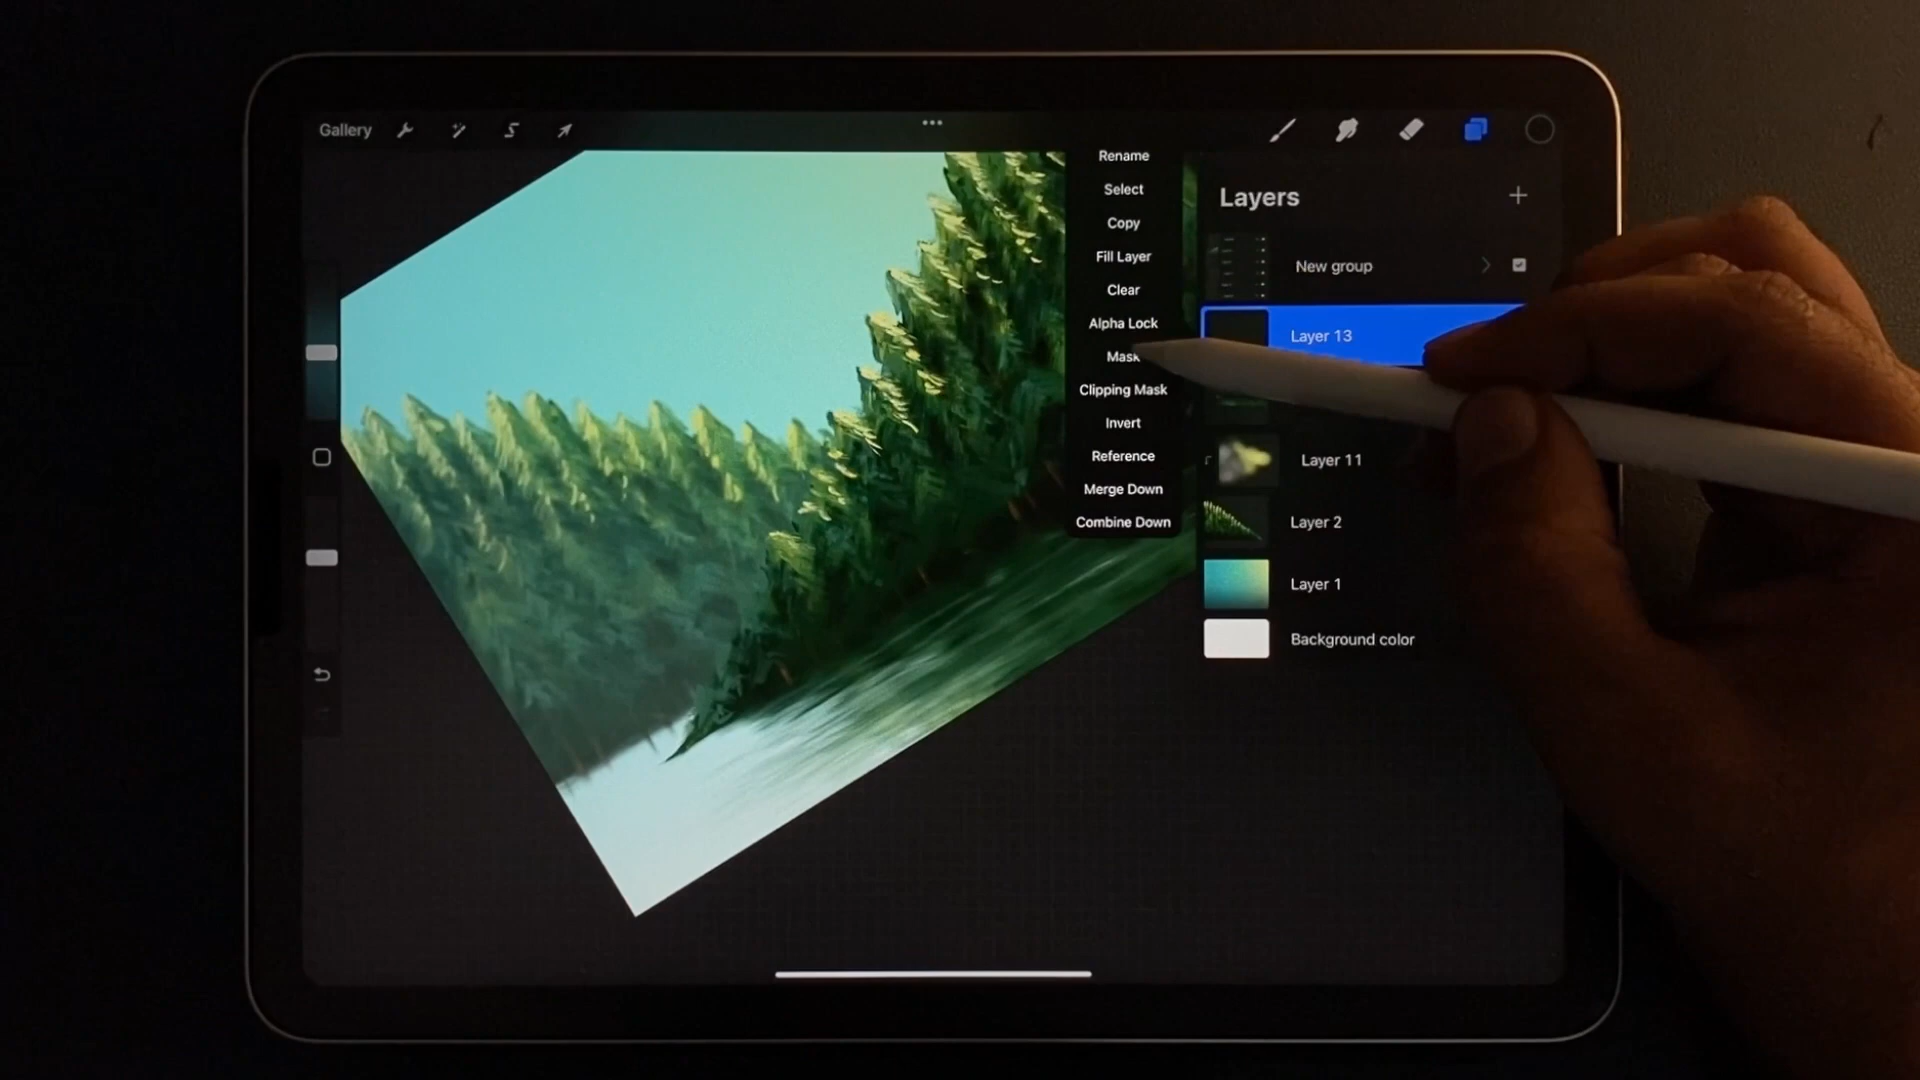 Gallery
Rename
Select
Copy
Fill Layer
Clear
Alpha Lock
Mask
Clipping Mask
Invert
Reference
Merge Down
Combine Down
Layers
New group
Layer 13
Layer 11
Layer 2
Layer 1
Background color